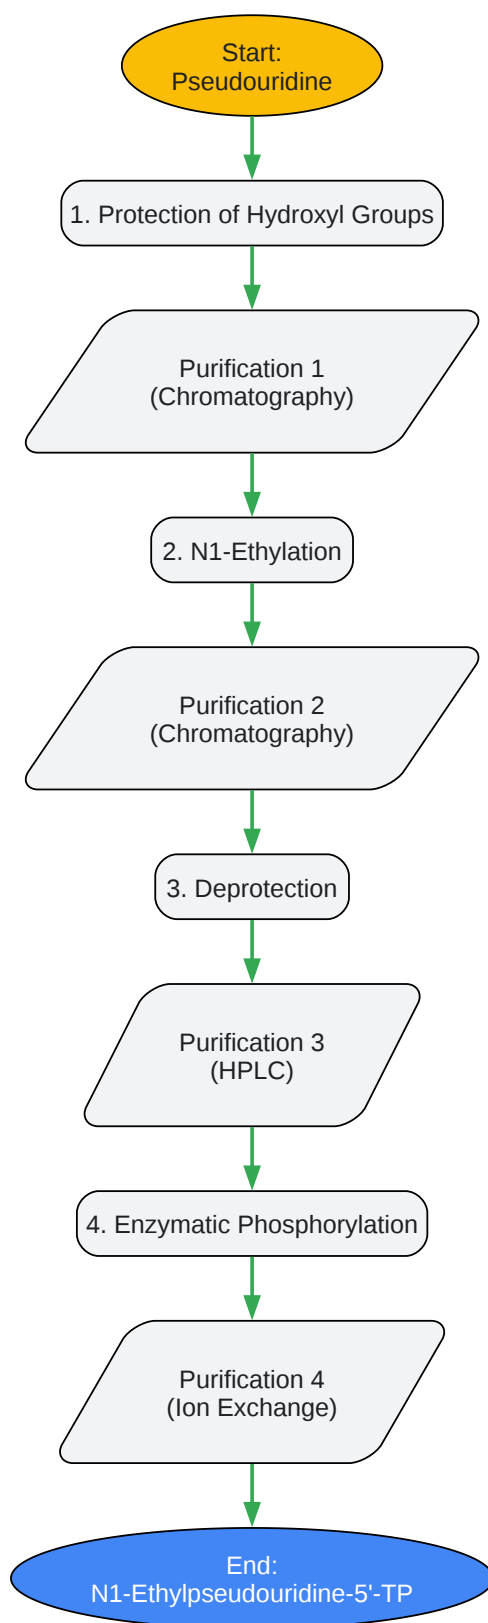 Start:
Pseudouridine
1. Protection of Hydroxyl Groups
Purification 1
(Chromatography)
2. N1-Ethylation
Purification 2
(Chromatography)
3. Deprotection
Purification 3
(HPLC)
4. Enzymatic Phosphorylation
Purification 4
(Ion Exchange)
End:
N1-Ethylpseudouridine-5'-TP